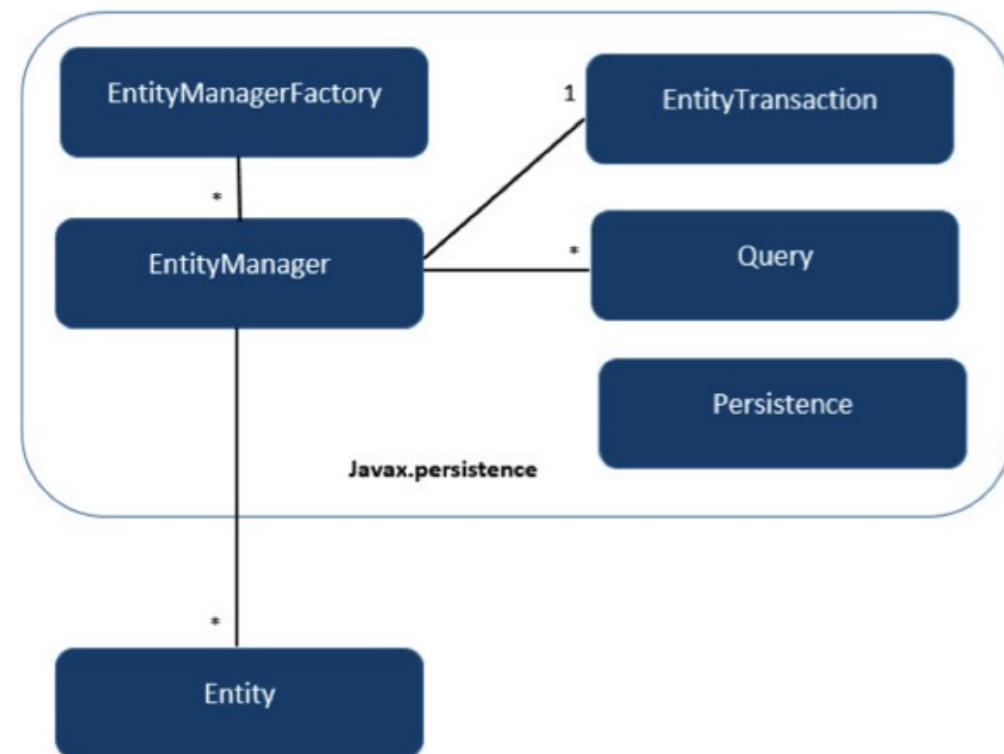 EntityManagerFactory
1
EntityTransaction
*
EntityManager
*
Query
Persistence
Javax.persistence
*
Entity